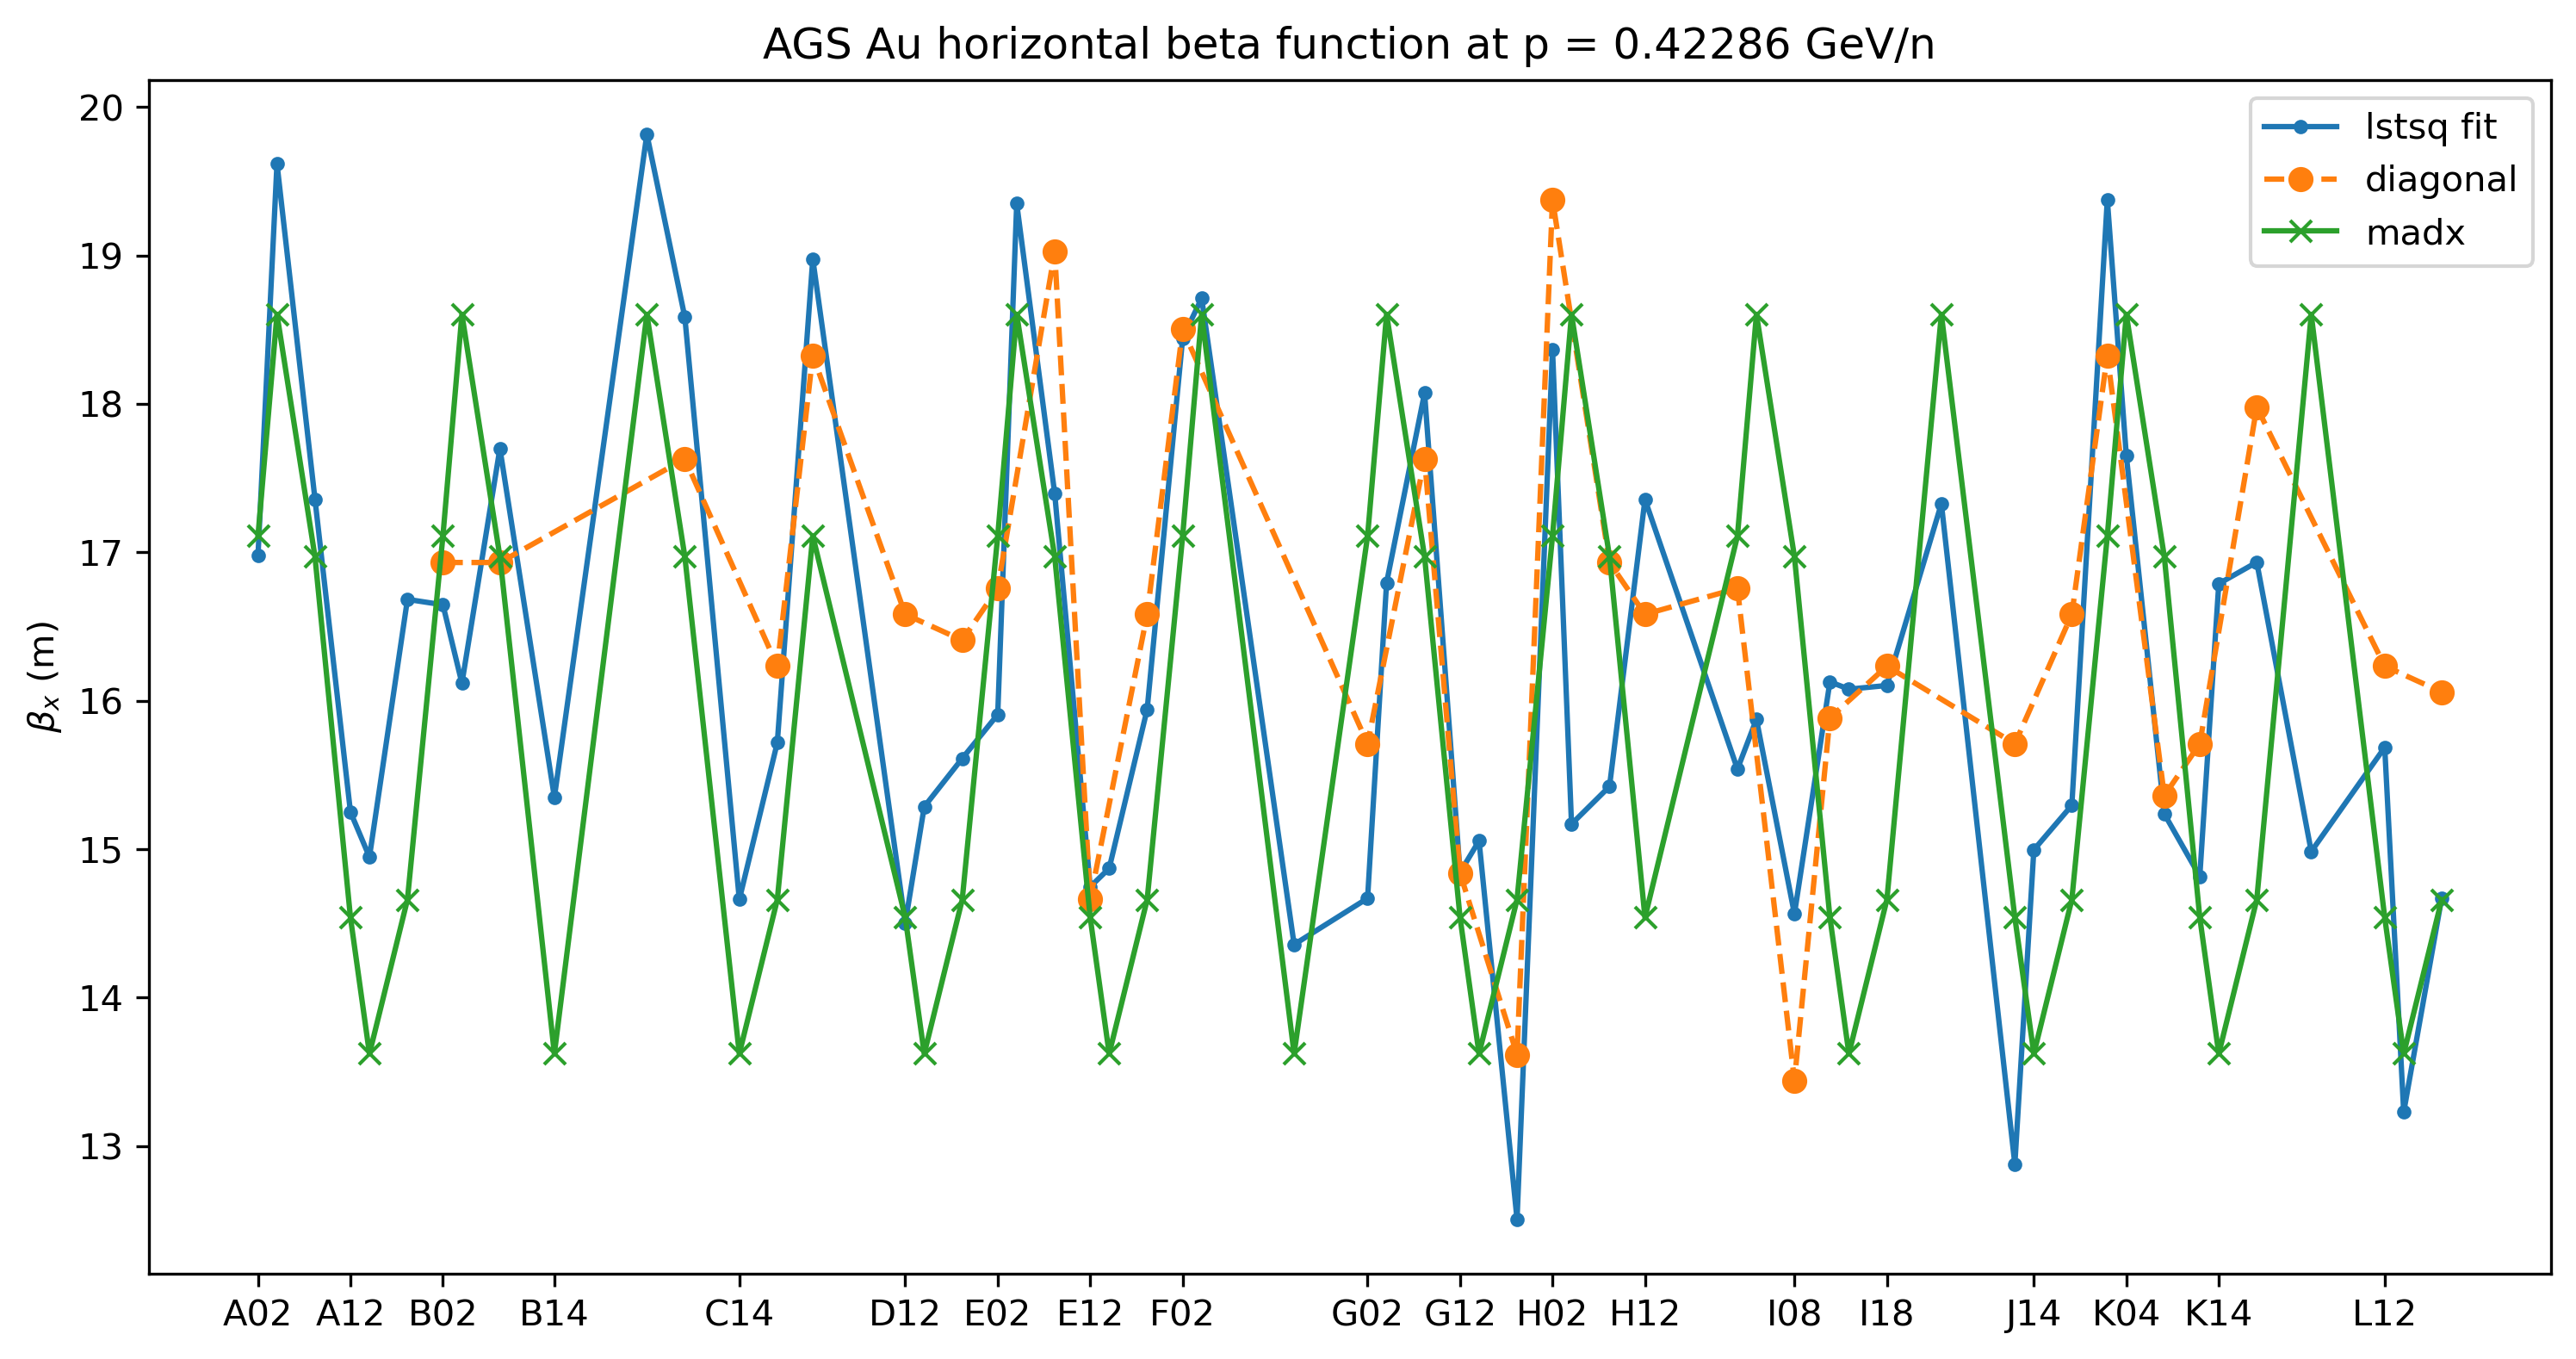 AGS Au horizontal beta function at p = 0.42286 GeV/n
20
19
18
17
16
15
14
13
βx (m)
lstsq fit
diagonal
madx
A02 A12 B02 B14 C14 D12 E02 E12 F02 G02 G12 H02 H12 I08 I18 J14 K04 K14 L12